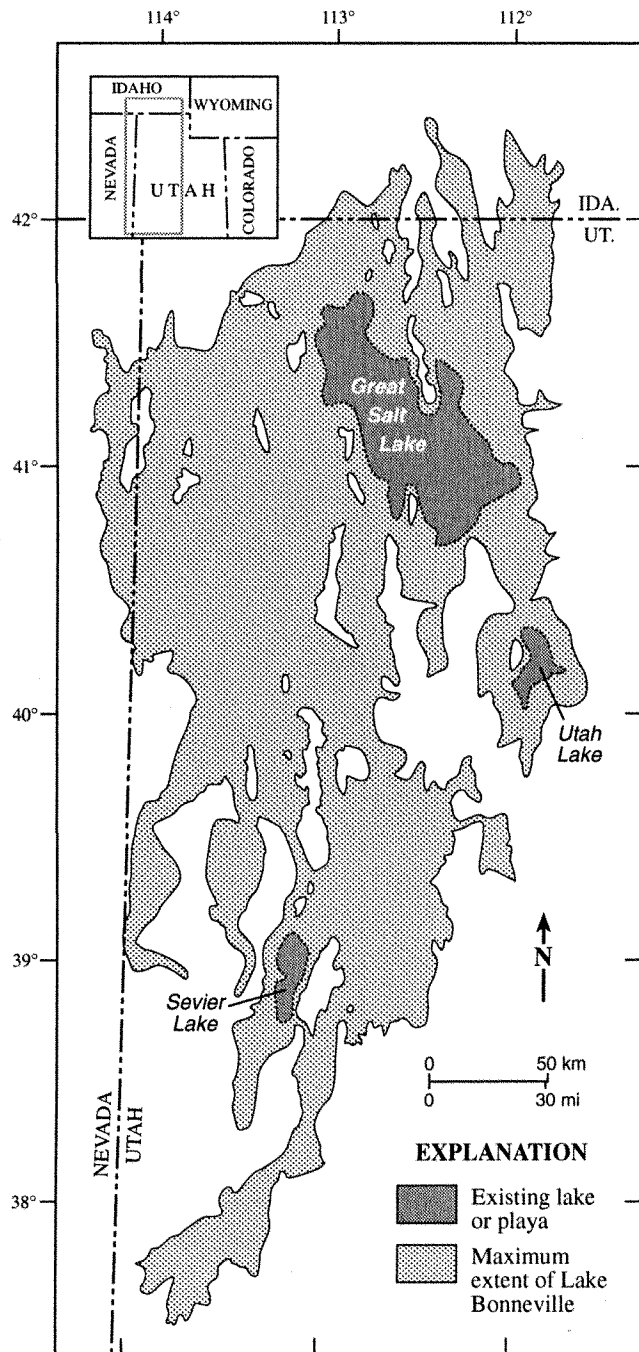 114°
113°
112°
IDAHO
WYOMING
NEVADA
UTAH
COLORADO
42°
IDA.
UT.
Great
Salt
Lake
41°
40°
Utah
Lake
39°
N
Sevier
Lake
0 50 km
0 30 mi
NEVADA
UTAH
38°
EXPLANATION
Existing lake
or playa
Maximum
extent of Lake
Bonneville